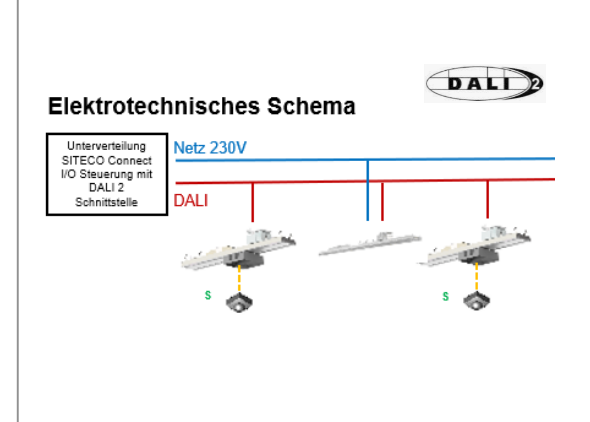 DALI 2
Elektrotechnisches Schema
Unterverteilung
SITECO Connect
I/O Steuerung mit
DALI 2
Schnittstelle
Netz 230V
DALI
S
S